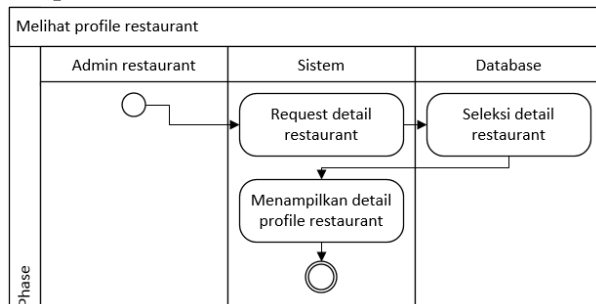 Melihat profile restaurant
Admin restaurant
Sistem
Database
Request detail
restaurant
Seleksi detail
restaurant
Menampilkan detail
profile restaurant
Phase